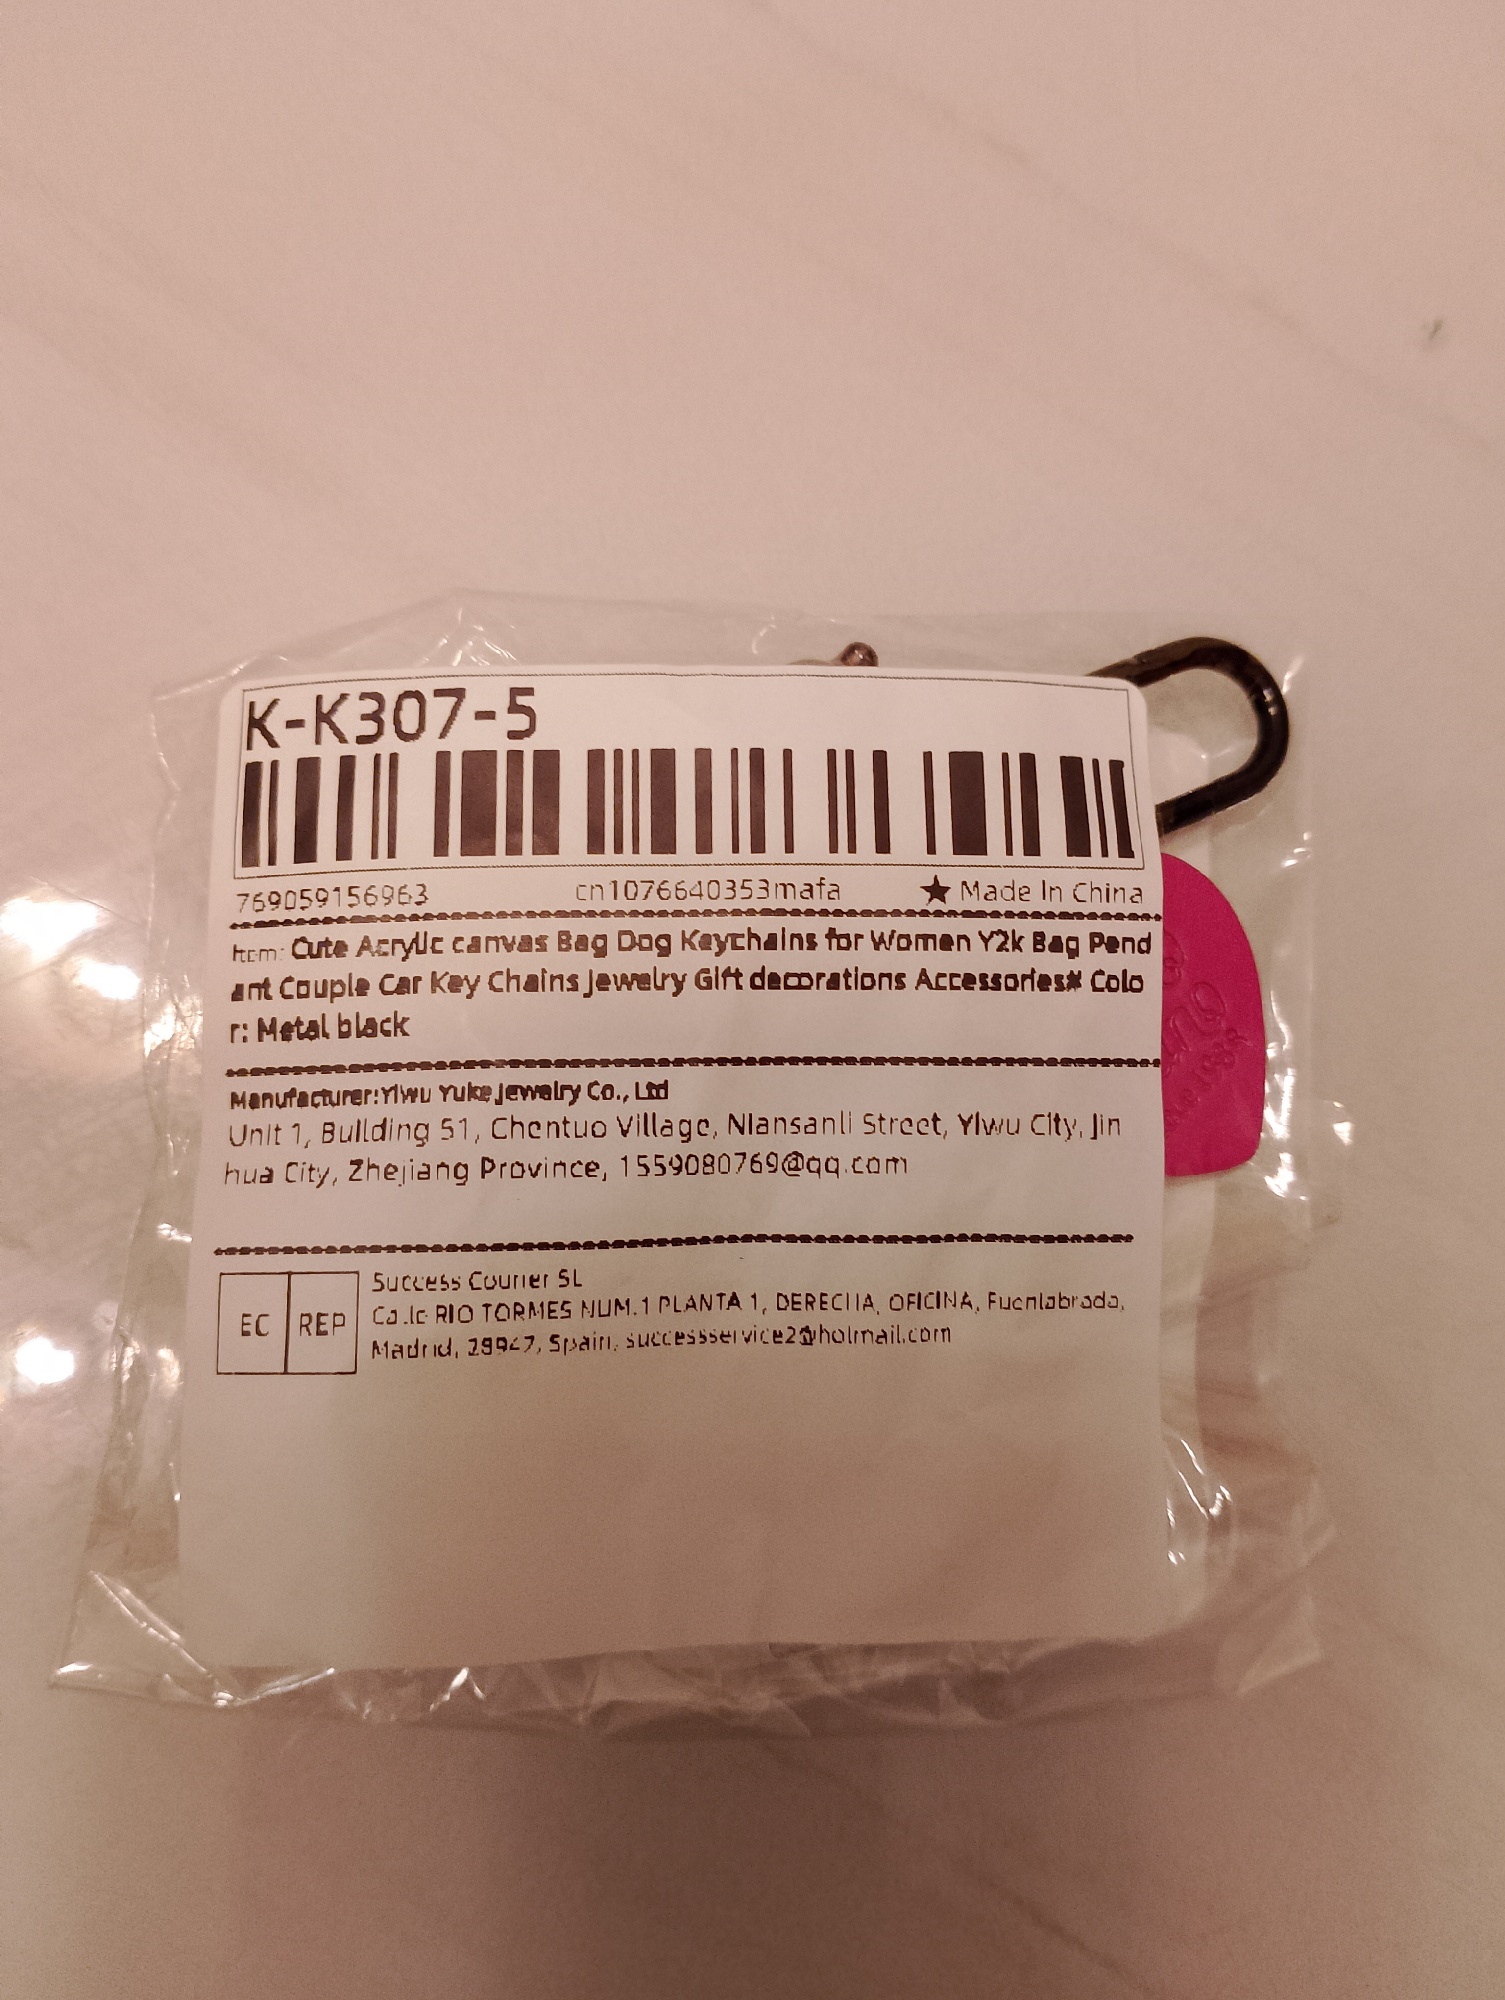 K-K307-5
769059156963 cn1076640353mafa ★ Made In China
Item: Cute Acrylic canvas Bag Dog Keychains for Women Y2k Bag Pend
ant Couple Car Key Chains Jewelry Gift decorations Accessories* Colo
r: Metal black
Manufacturer:Yiwu Yuke Jewelry Co., Ltd
Unit 1, Building 51, Chentuo Village, Niansanli Street, Yiwu City, Jin
hua City, Zhejiang Province, 1559080769@qq.com
EC REP
Success Courier SL
Calle RIO TORMES NUM.1 PLANTA 1, DERECHA, OFICINA, Fuenlabrada,
Madrid, 28947, Spain, successservice2@hotmail.com